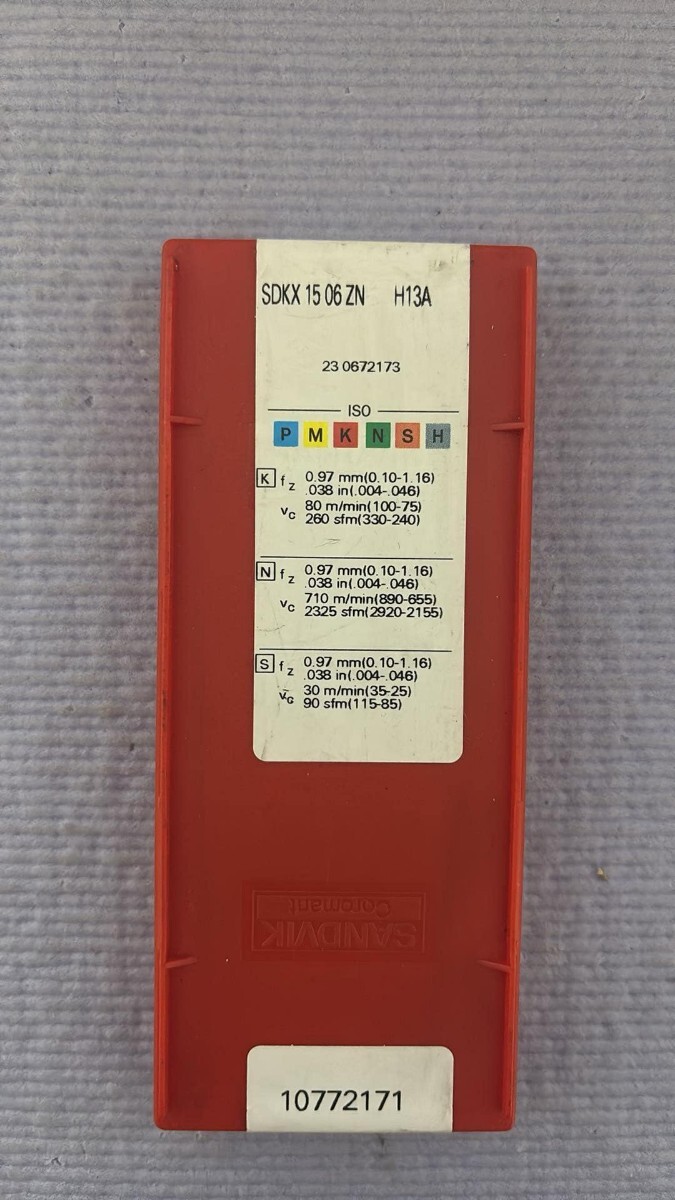 SDKX 15 06 ZN H13A
23 0672173
ISO
P M K N S H
K fz 0.97 mm(0.10-1.16)
.038 in(.004-.046)
vc 80 m/min(100-75)
260 sfm(330-240)
N fz 0.97 mm(0.10-1.16)
.038 in(.004-.046)
vc 710 m/min(890-655)
2325 sfm(2920-2155)
S fz 0.97 mm(0.10-1.16)
.038 in(.004-.046)
vc 30 m/min(35-25)
90 sfm(115-85)
SANDVIK
Coromant
10772171